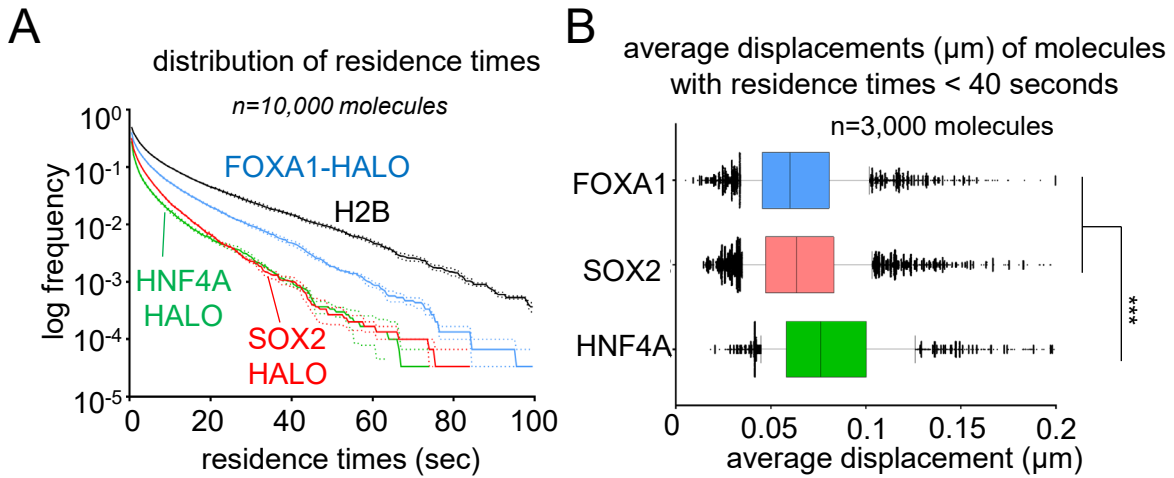 A
distribution of residence times
n=10,000 molecules
10⁰
10⁻¹
10⁻²
10⁻³
10⁻⁴
10⁻⁵
log frequency
FOXA1-HALO
H2B
HNF4A
HALO
SOX2
HALO
0 20 40 60 80 100
residence times (sec)
B
average displacements (µm) of molecules
with residence times < 40 seconds
n=3,000 molecules
FOXA1
SOX2
HNF4A
***
0 0.05 0.1 0.15 0.2
average displacement (µm)